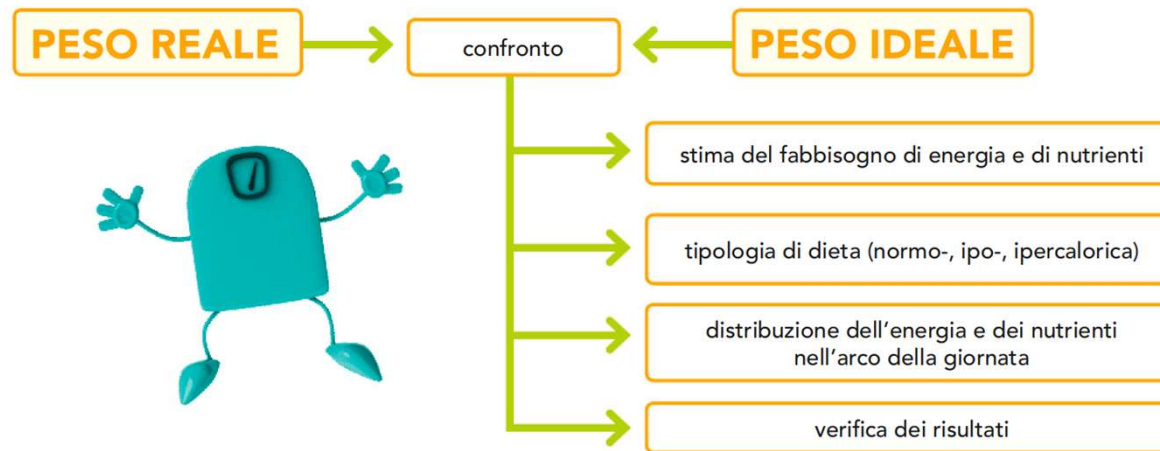 PESO REALE
confronto
PESO IDEALE
stima del fabbisogno di energia e di nutrienti
tipologia di dieta (normo-, ipo-, ipercalorica)
distribuzione dell’energia e dei nutrienti
nell’arco della giornata
verifica dei risultati